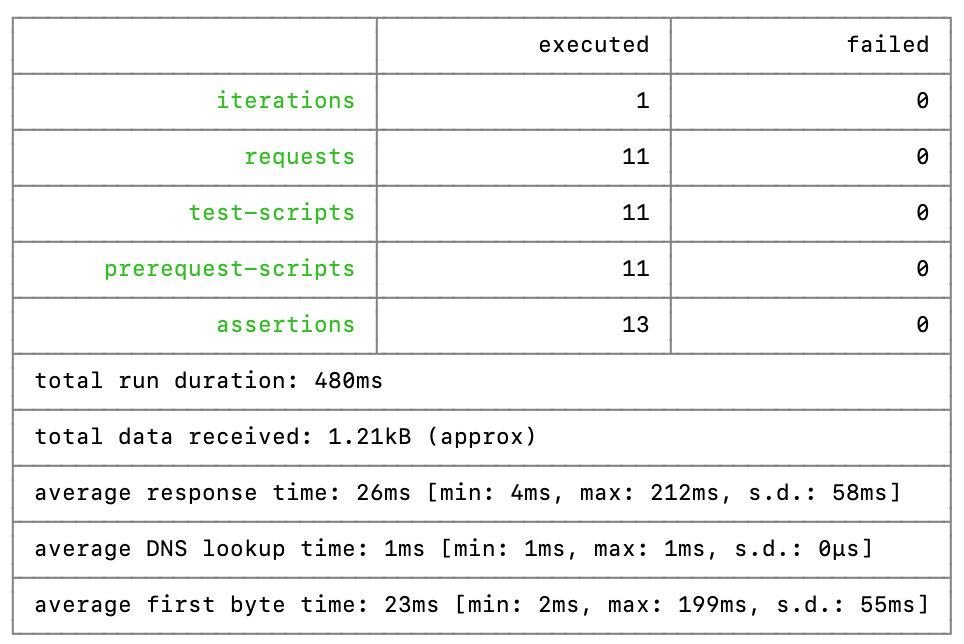 executed failed
iterations 1 0
requests 11 0
test-scripts 11 0
prerequest-scripts 11 0
assertions 13 0
total run duration: 480ms
total data received: 1.21kB (approx)
average response time: 26ms [min: 4ms, max: 212ms, s.d.: 58ms]
average DNS lookup time: 1ms [min: 1ms, max: 1ms, s.d.: 0µs]
average first byte time: 23ms [min: 2ms, max: 199ms, s.d.: 55ms]